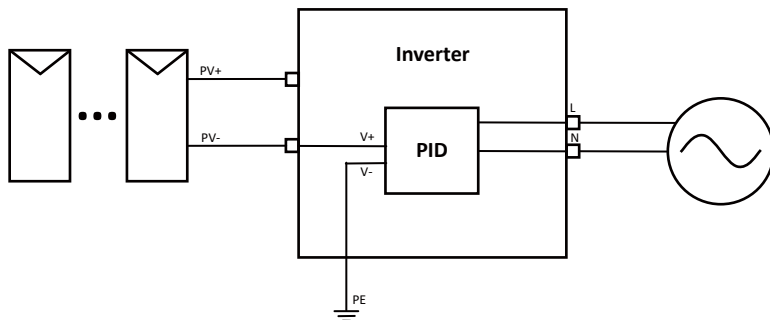 Inverter
PV+
PV-
V+
V-
PID
L
N
PE